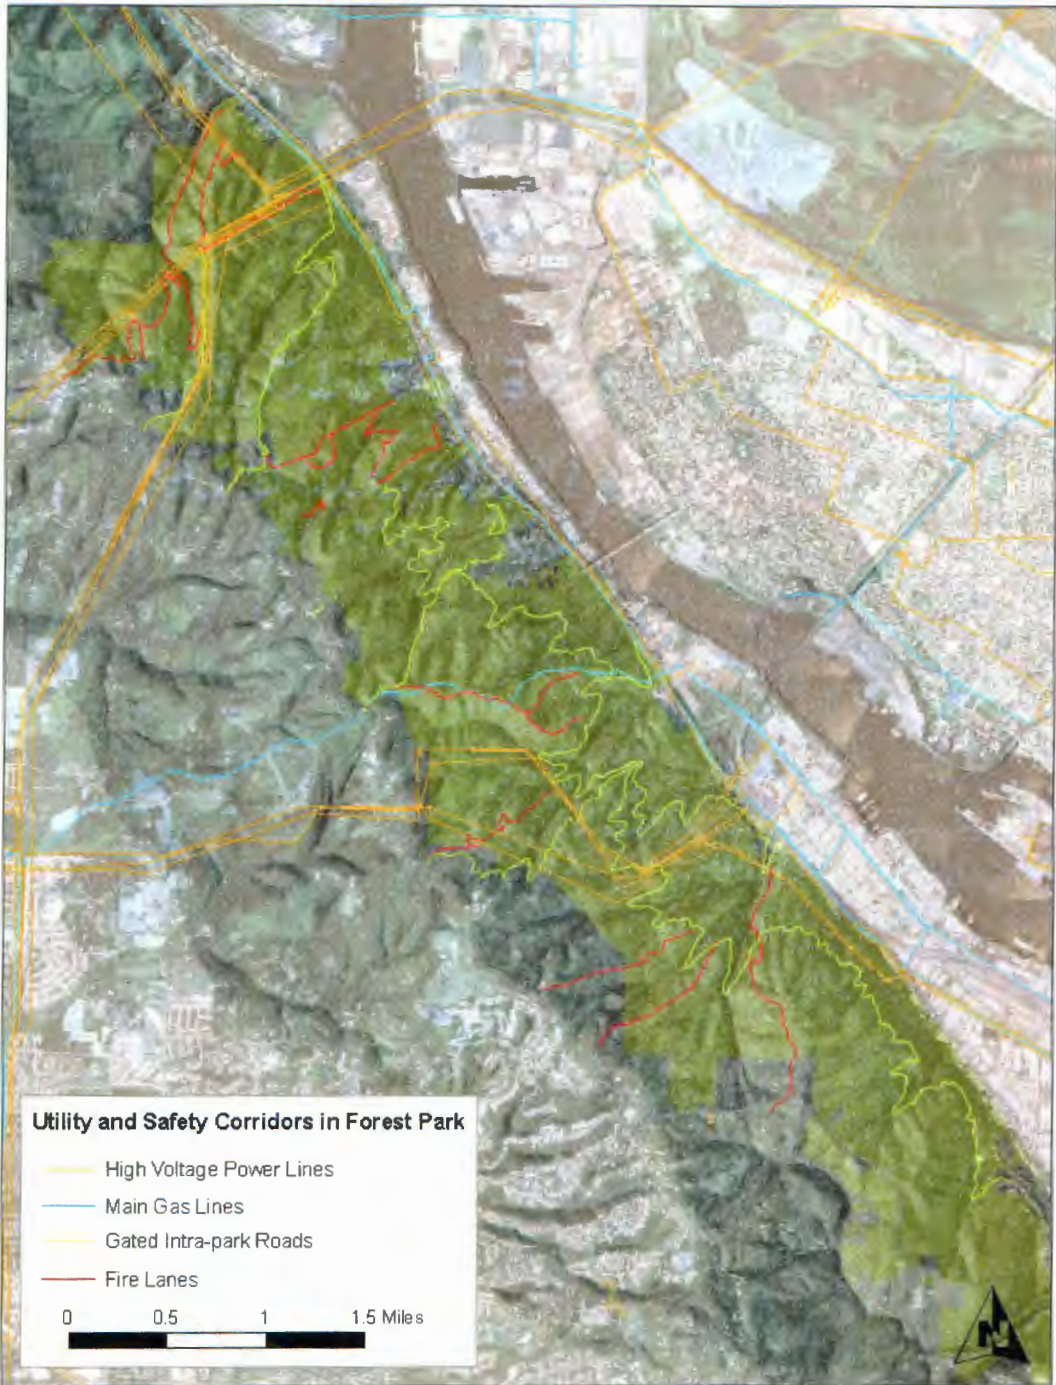 Utility and Safety Corridors in Forest Park
High Voltage Power Lines
Main Gas Lines
Gated Intra-park Roads
Fire Lanes
0 0.5 1 1.5 Miles
N